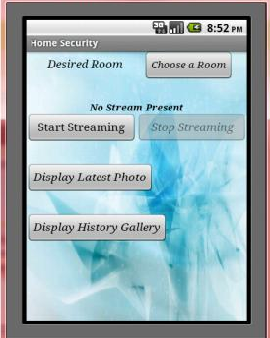 3G 8:52 PM
Home Security
Desired Room Choose a Room
No Stream Present
Start Streaming Stop Streaming
Display Latest Photo
Display History Gallery